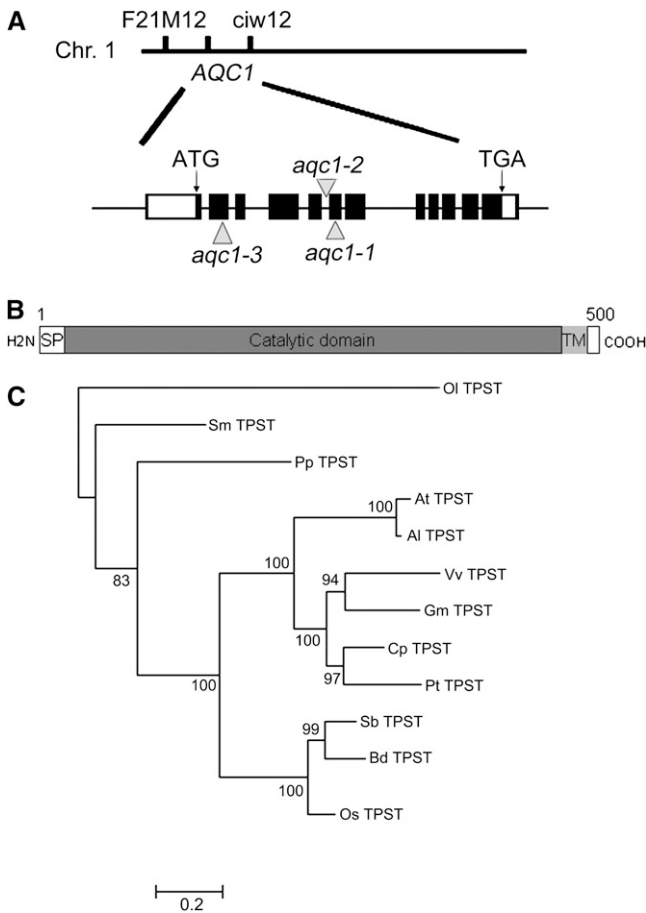 A
F21M12 ciw12
Chr. 1
AQC1
ATG
TGA
aqc1-2
aqc1-3
aqc1-1
B
1
500
H2N
SP
Catalytic domain
TM
COOH
C
Ol TPST
Sm TPST
Pp TPST
At TPST
100
Al TPST
100
Vv TPST
94
Gm TPST
83
100
Cp TPST
97
Pt TPST
100
Sb TPST
99
Bd TPST
100
Os TPST
0.2